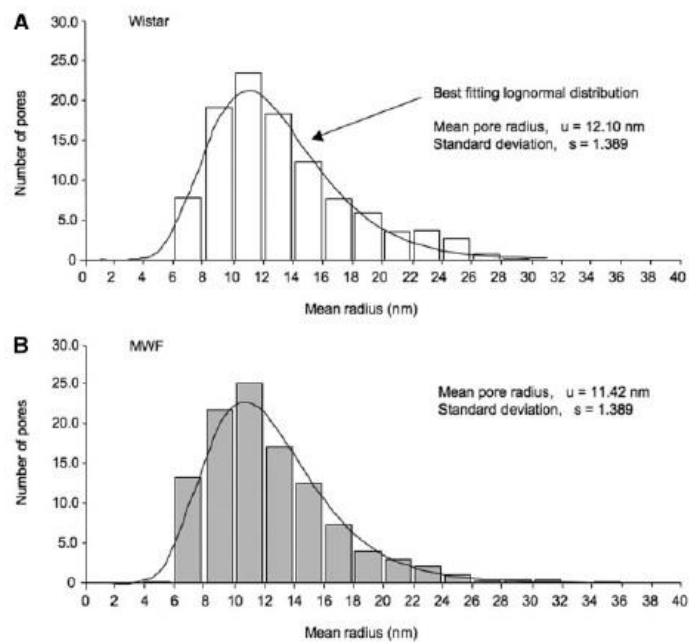 A
Wistar
30.0
25.0
20.0
15.0
10.0
5.0
0
Number of pores
Best fitting lognormal distribution
Mean pore radius, u = 12.10 nm
Standard deviation, s = 1.389
0 2 4 6 8 10 12 14 16 18 20 22 24 26 28 30 32 34 36 38 40
Mean radius (nm)
B
MWF
30.0
25.0
20.0
15.0
10.0
5.0
0.0
Number of pores
Mean pore radius, u = 11.42 nm
Standard deviation, s = 1.389
0 2 4 6 8 10 12 14 16 18 20 22 24 26 28 30 32 34 36 38 40
Mean radius (nm)